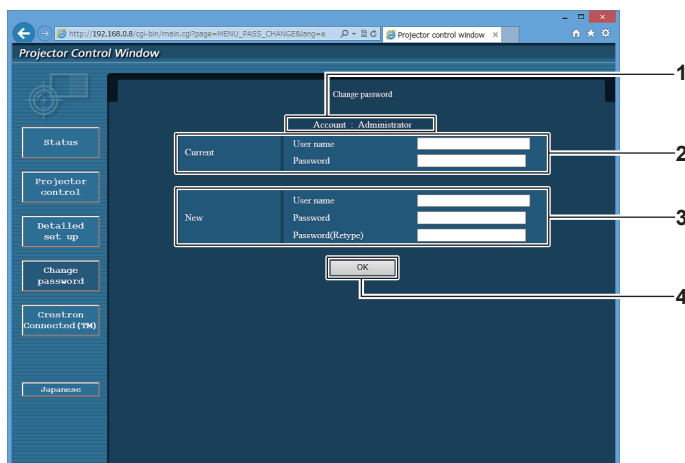 http://192.168.0.8/cgi-bin/main.cgi?page=MENU_PASS_CHANGE&lang=e
Projector control window
Projector Control Window
1
Change password
Account : Administrator
Status
Current
User name
Password
2
Projector
control
New
User name
Password
Password(Retype)
3
Detailed
set up
OK
Change
password
4
Crestron
Connected(TM)
Japanese